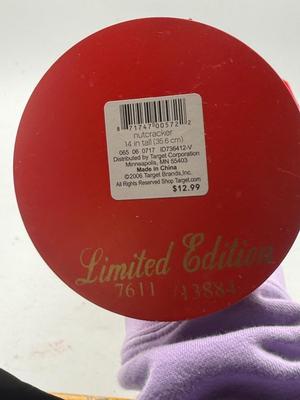 8 71747 00572 2
nutcracker
14 in tall (35.6 cm)
065 06 0717 ID736412-V
Distributed by Target Corporation
Minneapolis, MN 55403
Made in China
©2006 Target Brands, Inc.
All Rights Reserved Shop Target.com
$12.99
Limited Edition
7611 /13884